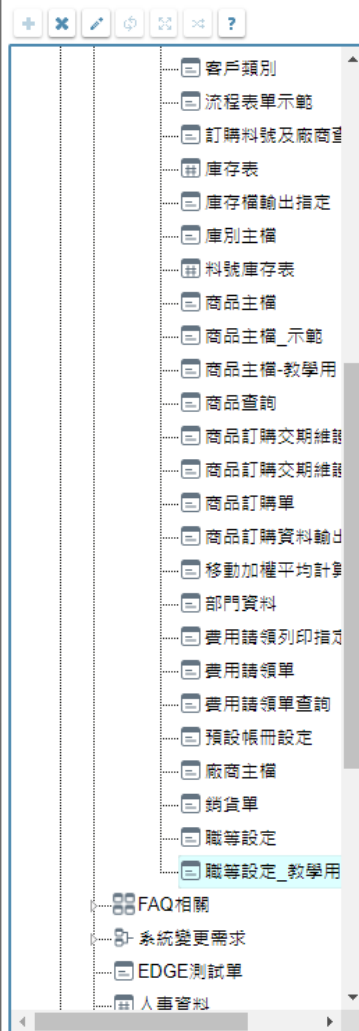 ?
客戶類別
流程表單示範
訂購料號及廠商
庫存表
庫存檔輸出指定
庫別主檔
料號庫存表
商品主檔
商品主檔_示範
商品主檔-教學用
商品查詢
商品訂購交期維
商品訂購交期維
商品訂購單
商品訂購資料輸出
移動加權平均計算
部門資料
費用請領列印指定
費用請領單
費用請領單查詢
預設帳冊設定
廠商主檔
銷貨單
職等設定
職等設定_教學用
FAQ相關
系統變更需求
EDGE測試單
人事資料